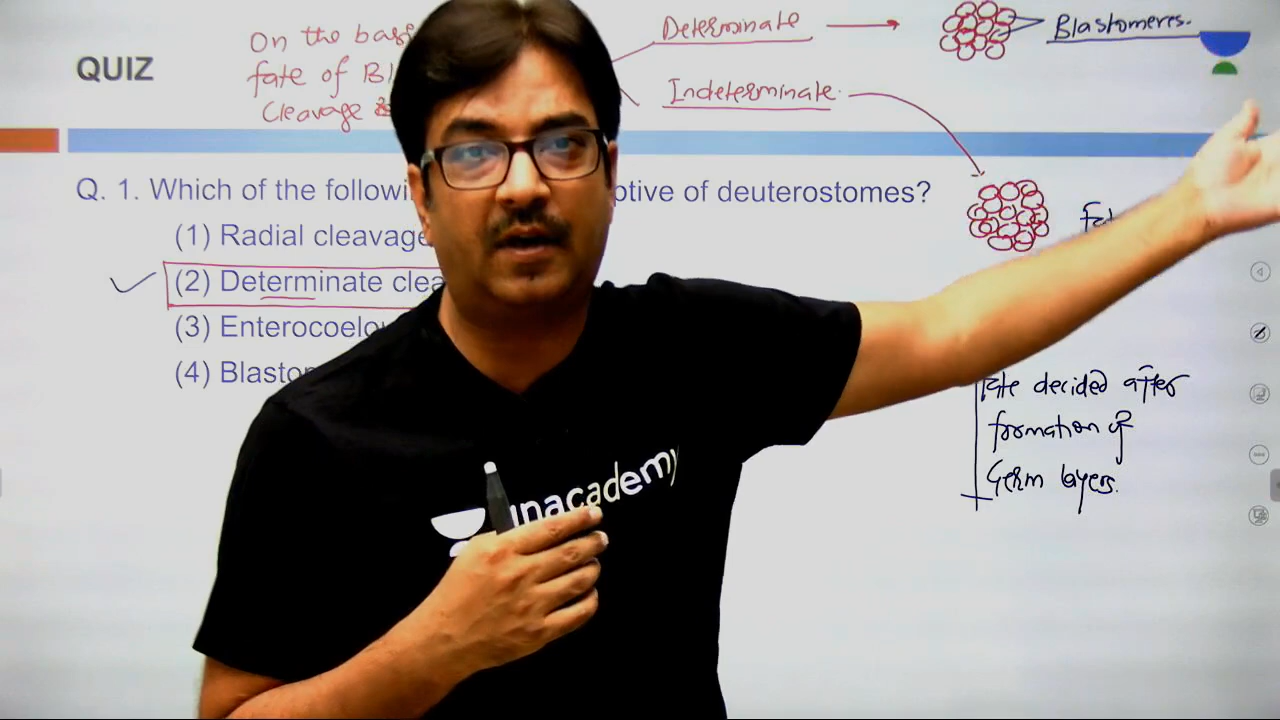 QUIZ
On the bas
fate of Bl
Cleavage
Determinate
Indeterminate.
Blastomeres.
Q. 1. Which of the followi ptive of deuterostomes?
(1) Radial cleavage
(2) Determinate clea
(3) Enterocoelo
(4) Blasto
Fate decided after
formation of
Germ layers.
unacademy